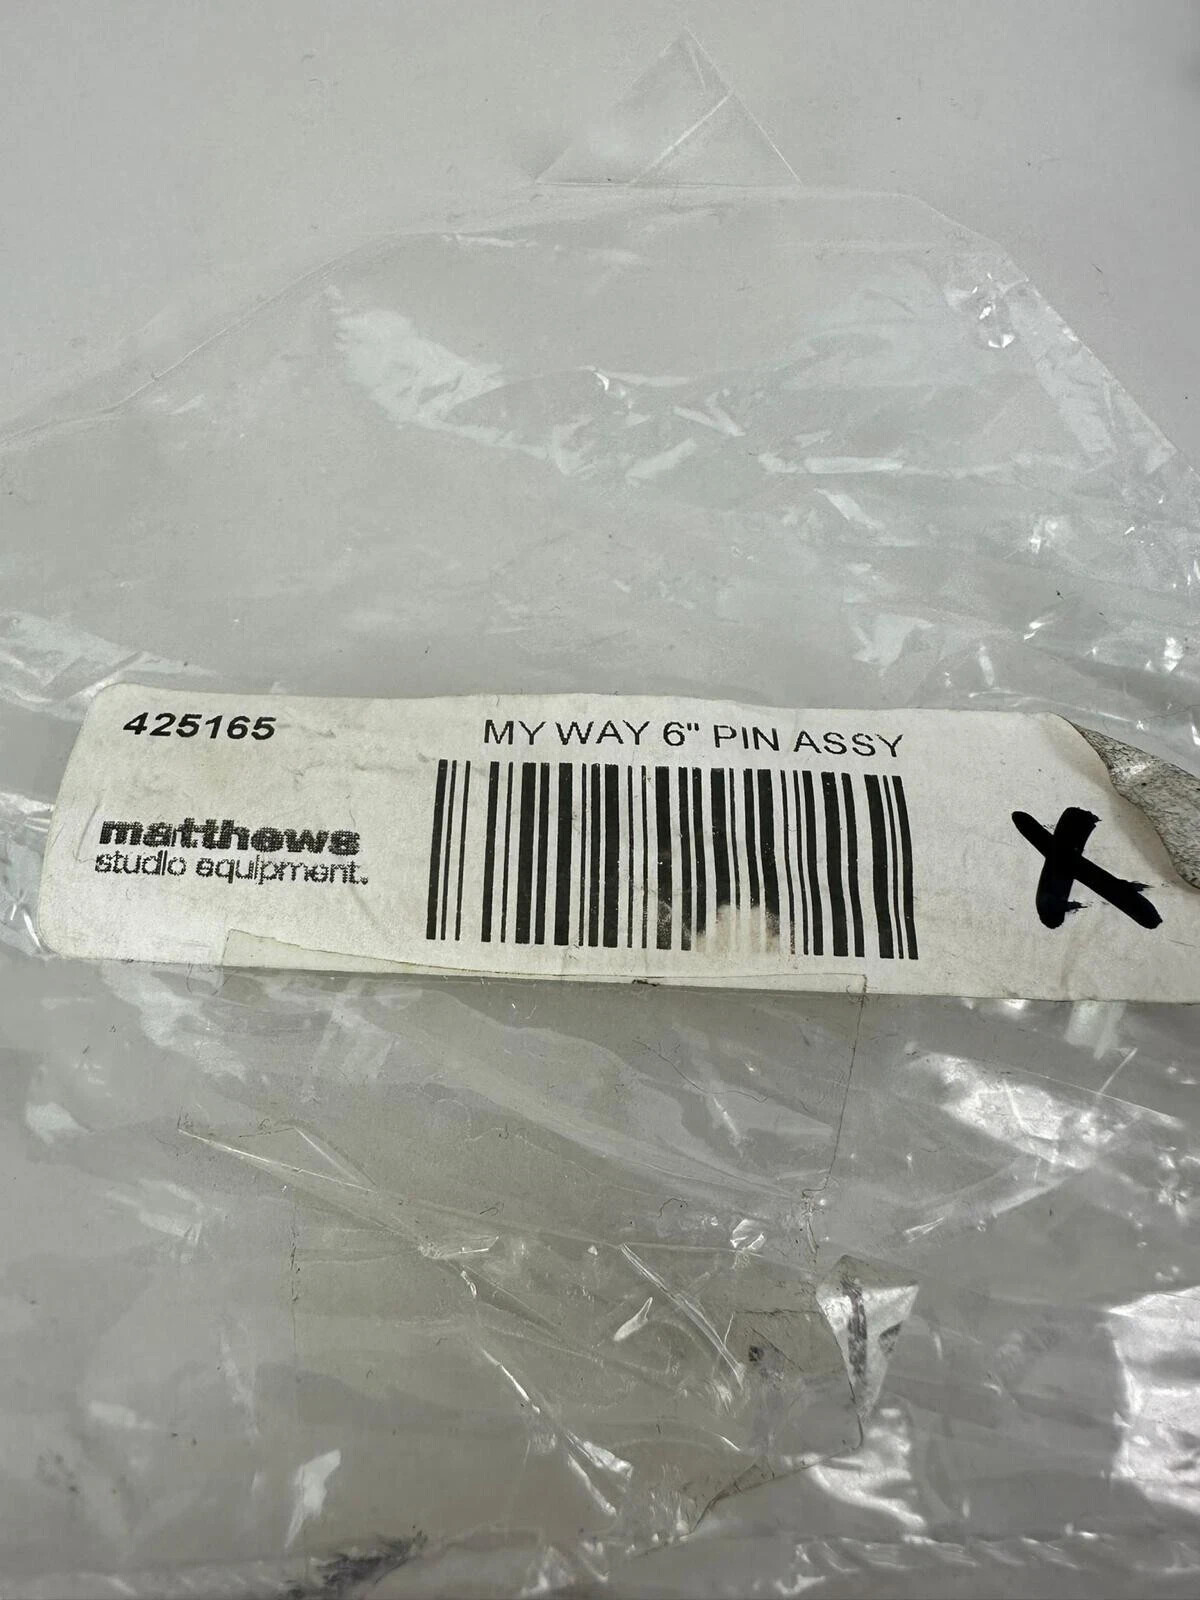 425165
MY WAY 6" PIN ASSY
matthews
studio equipment.
X